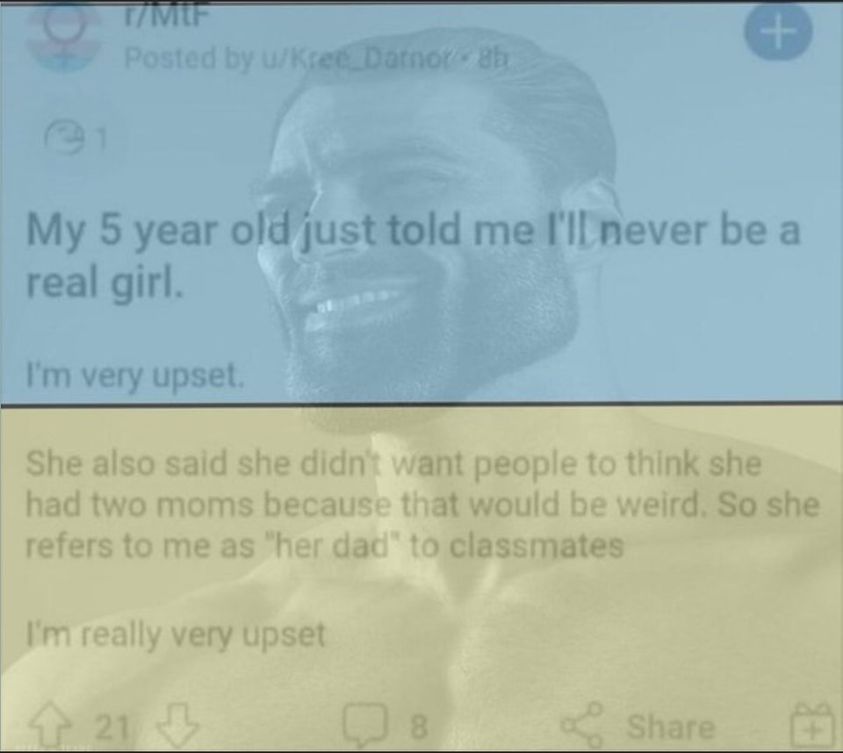 r/MtF
Posted by u/Kree_Darnor • 8h
1
My 5 year old just told me I'll never be a
real girl.
I'm very upset.
She also said she didn't want people to think she
had two moms because that would be weird. So she
refers to me as "her dad" to classmates
I'm really very upset
21
8
Share